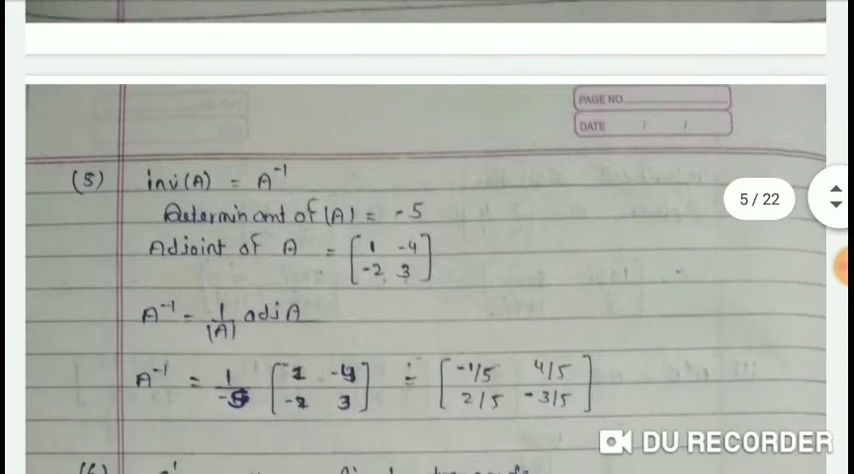 PAGE NO.
DATE / /
(5) inv(A) = A⁻¹
Determinant of (A) = -5
5 / 22
Adjoint of A = [1 -4
-2 3]
A⁻¹ = 1/|A| adj A
A⁻¹ = 1/-5 [1 -4 = [-1/5 4/5
-2 3] 2/5 -3/5]
DU RECORDER
(6)